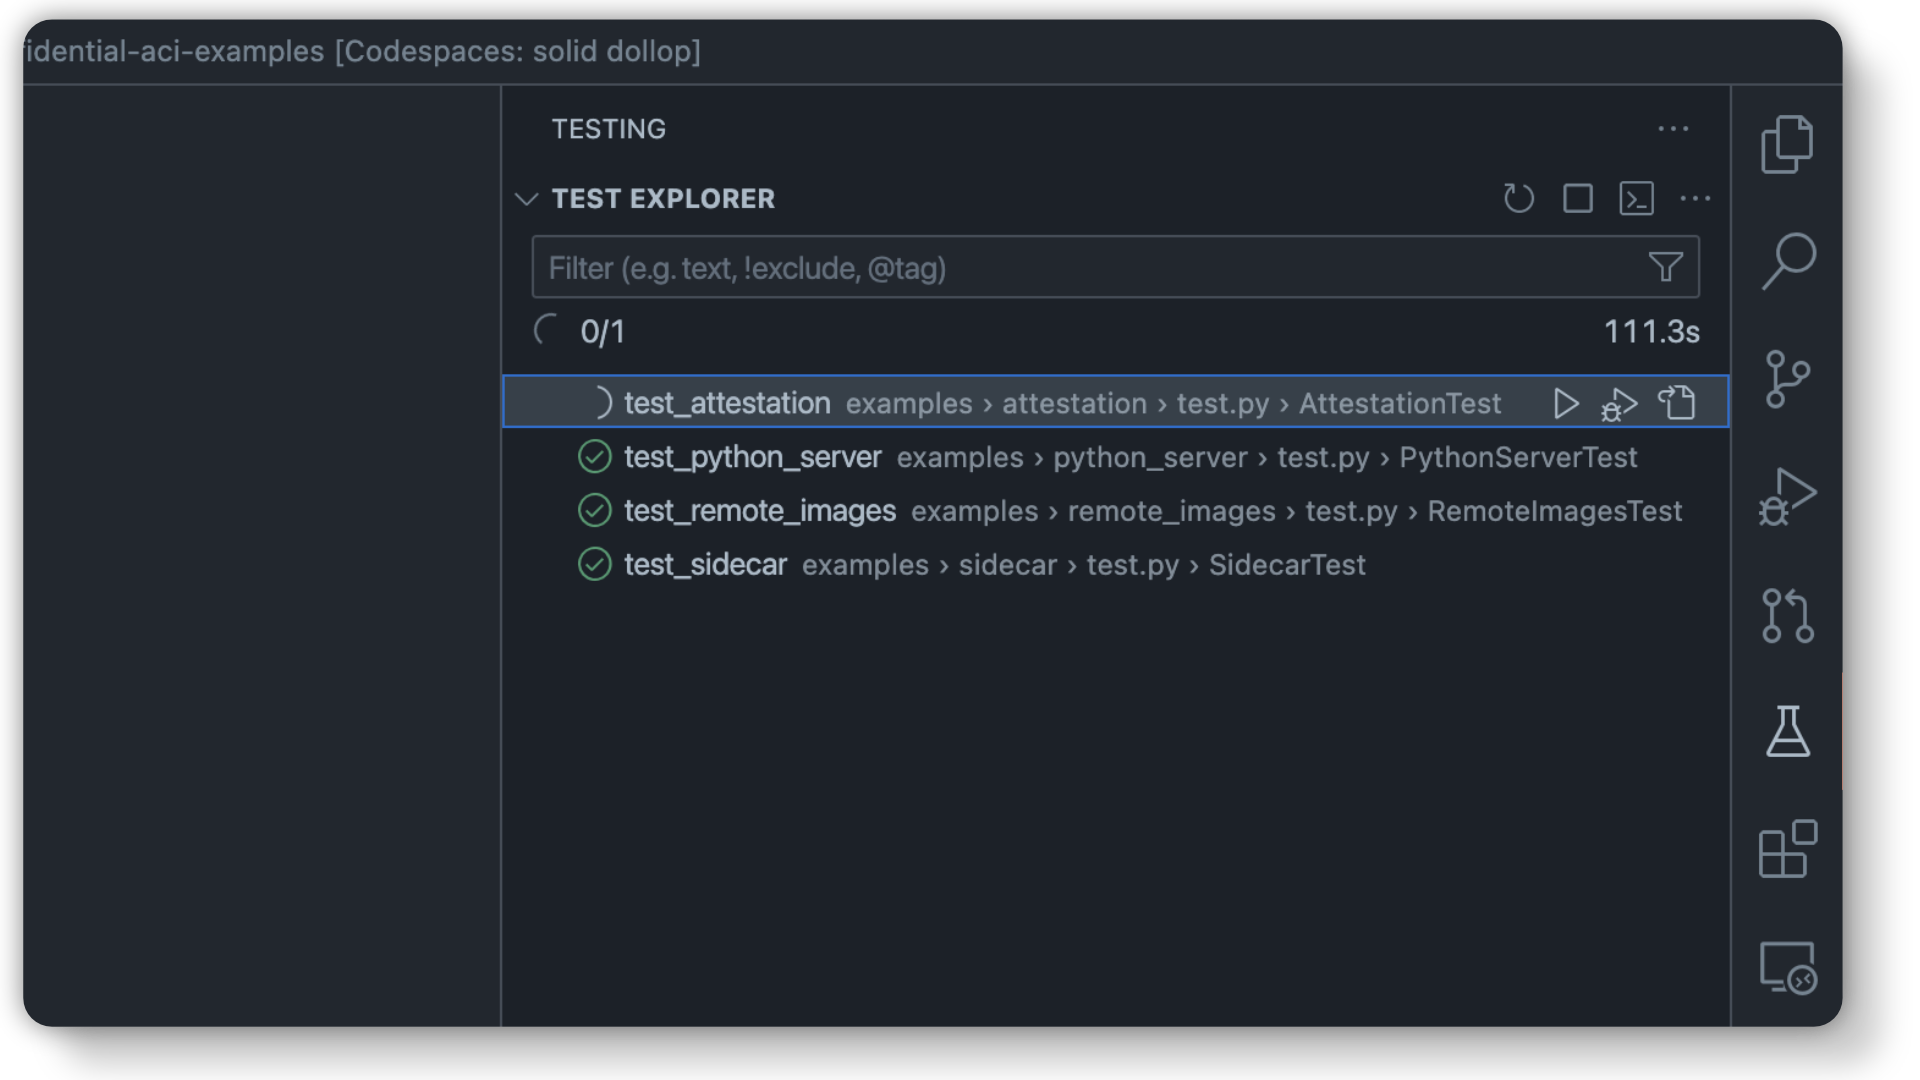 idential-aci-examples [Codespaces: solid dollop]
TESTING
TEST EXPLORER
Filter (e.g. text, !exclude, @tag)
0/1 111.3s
test_attestation examples › attestation › test.py › AttestationTest
test_python_server examples › python_server › test.py › PythonServerTest
test_remote_images examples › remote_images › test.py › RemoteImagesTest
test_sidecar examples › sidecar › test.py › SidecarTest